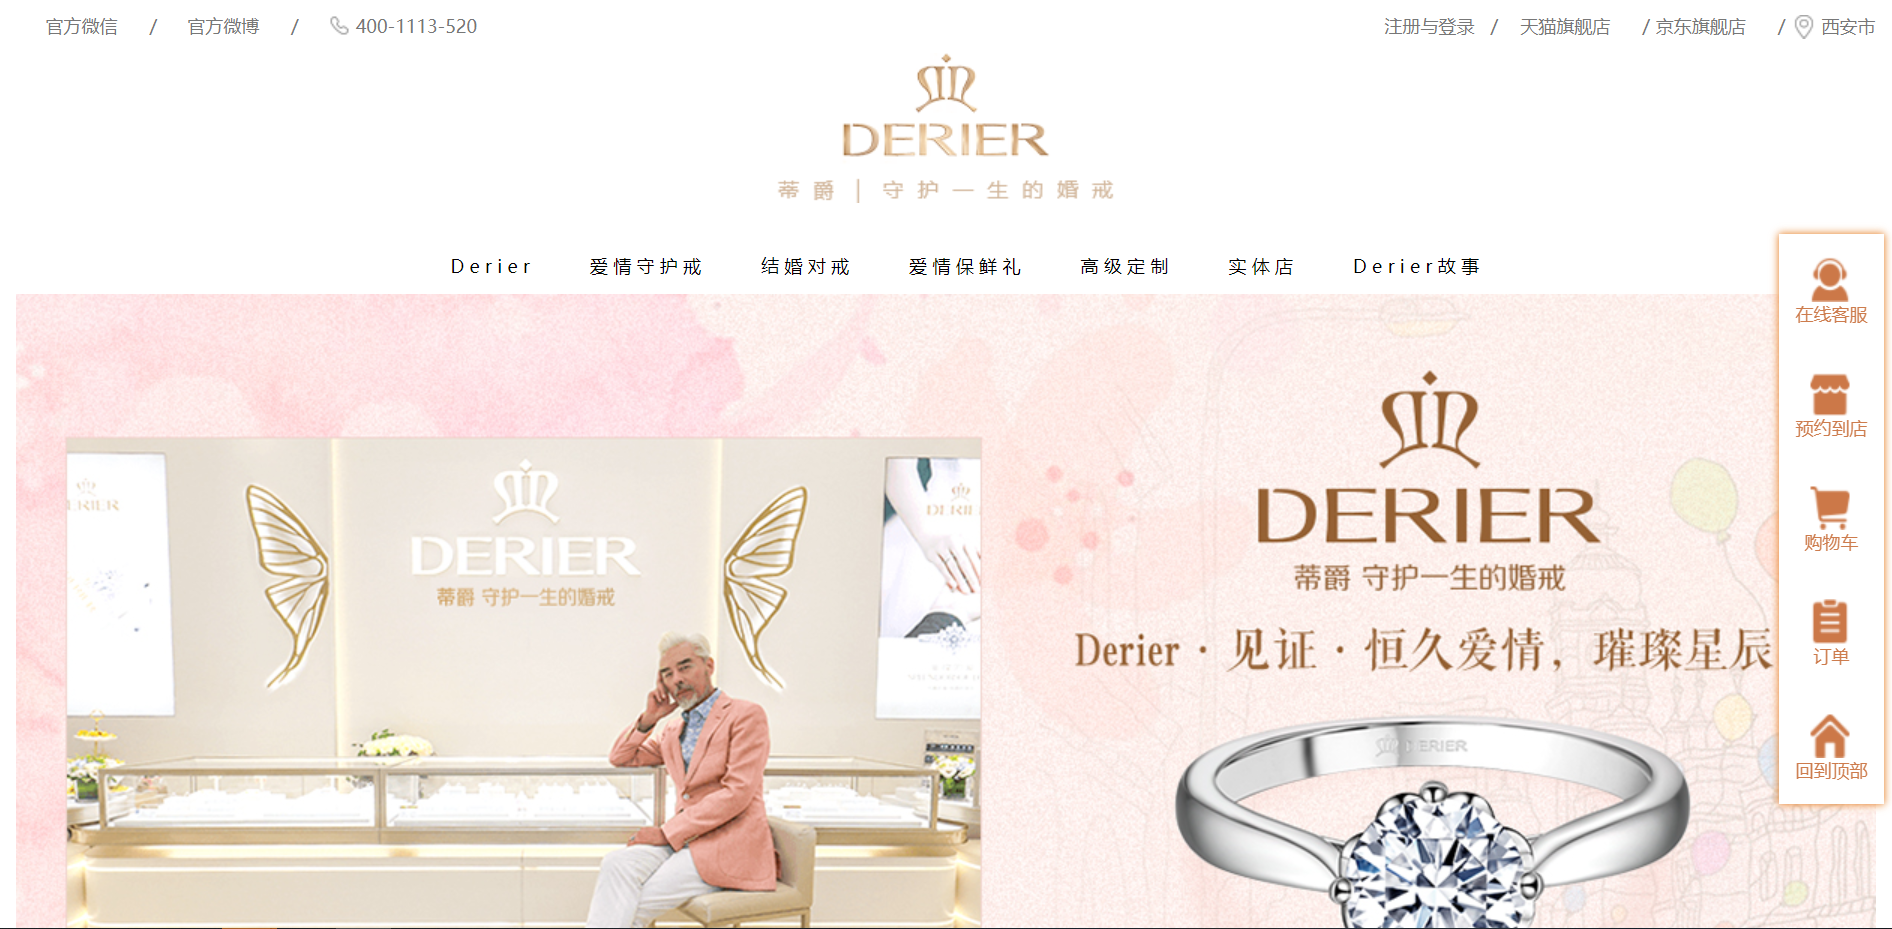 官方微信 / 官方微博 / 400-1113-520
注册与登录 / 天猫旗舰店 / 京东旗舰店 / 西安市
DERIER
蒂爵 | 守护一生的婚戒
Derier 爱情守护戒 结婚对戒 爱情保鲜礼 高级定制 实体店 Derier故事
DERIER
蒂爵 守护一生的婚戒
DERIER
蒂爵 守护一生的婚戒
Derier · 见证 · 恒久爱情，璀璨星辰
DERIER
在线客服
预约到店
购物车
订单
回到顶部